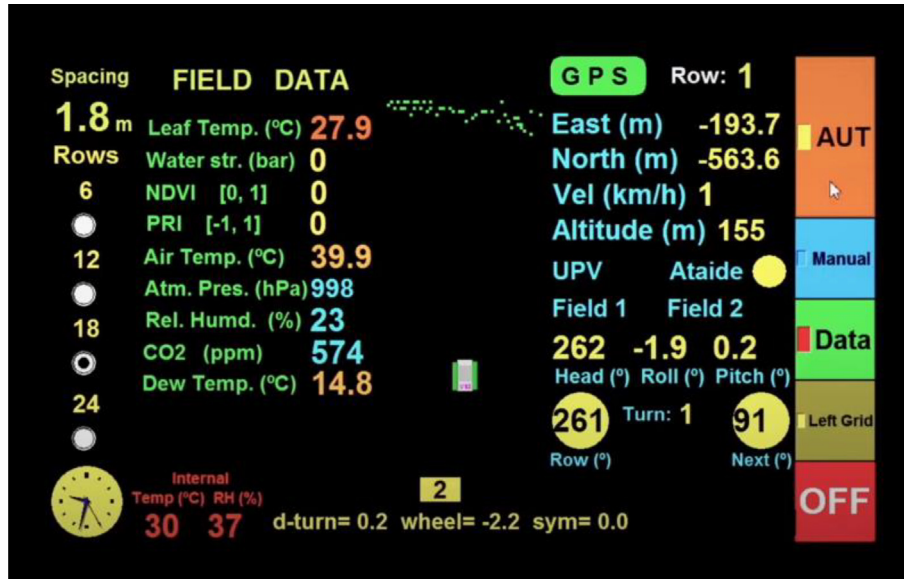 Spacing
1.8 m
Rows
6
12
18
24
FIELD DATA
Leaf Temp. (ºC) 27.9
Water str. (bar) 0
NDVI [0, 1] 0
PRI [-1, 1] 0
Air Temp. (ºC) 39.9
Atm. Pres. (hPa) 998
Rel. Humd. (%) 23
CO2 (ppm) 574
Dew Temp. (ºC) 14.8
Internal
Temp (ºC) RH (%)
30 37
2
d-turn= 0.2 wheel= -2.2 sym= 0.0
GPS Row: 1
East (m) -193.7
North (m) -563.6
Vel (km/h) 1
Altitude (m) 155
UPV Ataide
Field 1 Field 2
262 -1.9 0.2
Head (º) Roll (º) Pitch (º)
261 Turn: 1 91
Row (º) Next (º)
AUT
Manual
Data
Left Grid
OFF